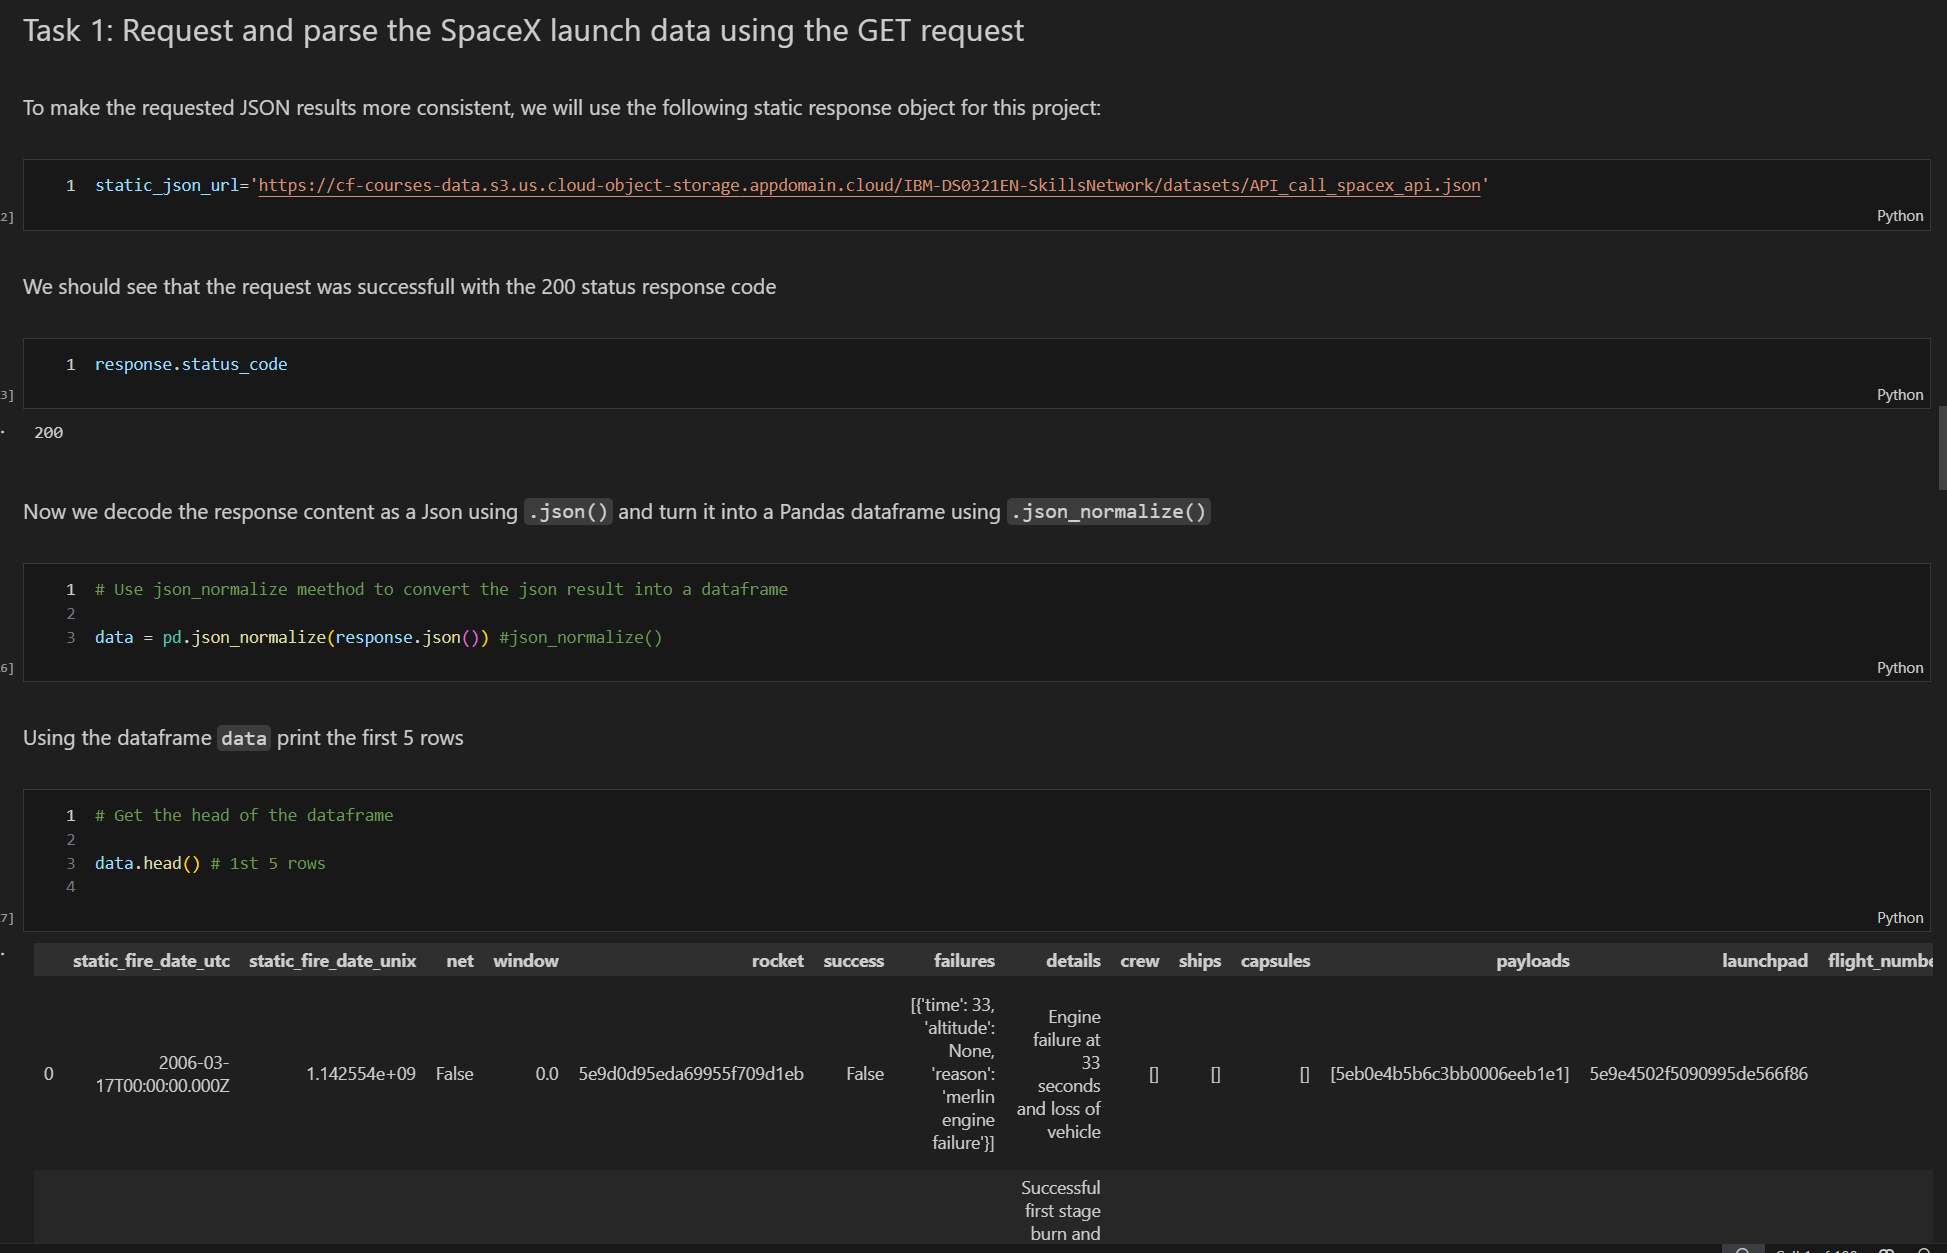 Task 1: Request and parse the SpaceX launch data using the GET request
To make the requested JSON results more consistent, we will use the following static response object for this project:
1 static_json_url='https://cf-courses-data.s3.us.cloud-object-storage.appdomain.cloud/IBM-DS0321EN-SkillsNetwork/datasets/API_call_spacex_api.json'
2] Python
We should see that the request was successfull with the 200 status response code
1 response.status_code
3] Python
200
Now we decode the response content as a Json using .json() and turn it into a Pandas dataframe using .json_normalize()
1 # Use json_normalize meethod to convert the json result into a dataframe
2
3 data = pd.json_normalize(response.json()) #json_normalize()
6] Python
Using the dataframe data print the first 5 rows
1 # Get the head of the dataframe
2
3 data.head() # 1st 5 rows
4
7] Python
static_fire_date_utc static_fire_date_unix net window rocket success failures details crew ships capsules payloads launchpad flight_numbe
0 2006-03-17T00:00:00.000Z 1.142554e+09 False 0.0 5e9d0d95eda69955f709d1eb False [{'time': 33, 'altitude': None, 'reason': 'merlin engine failure'}] Engine failure at 33 seconds and loss of vehicle [] [] [] [5eb0e4b5b6c3bb0006eeb1e1] 5e9e4502f5090995de566f86
Successful
first stage
burn and